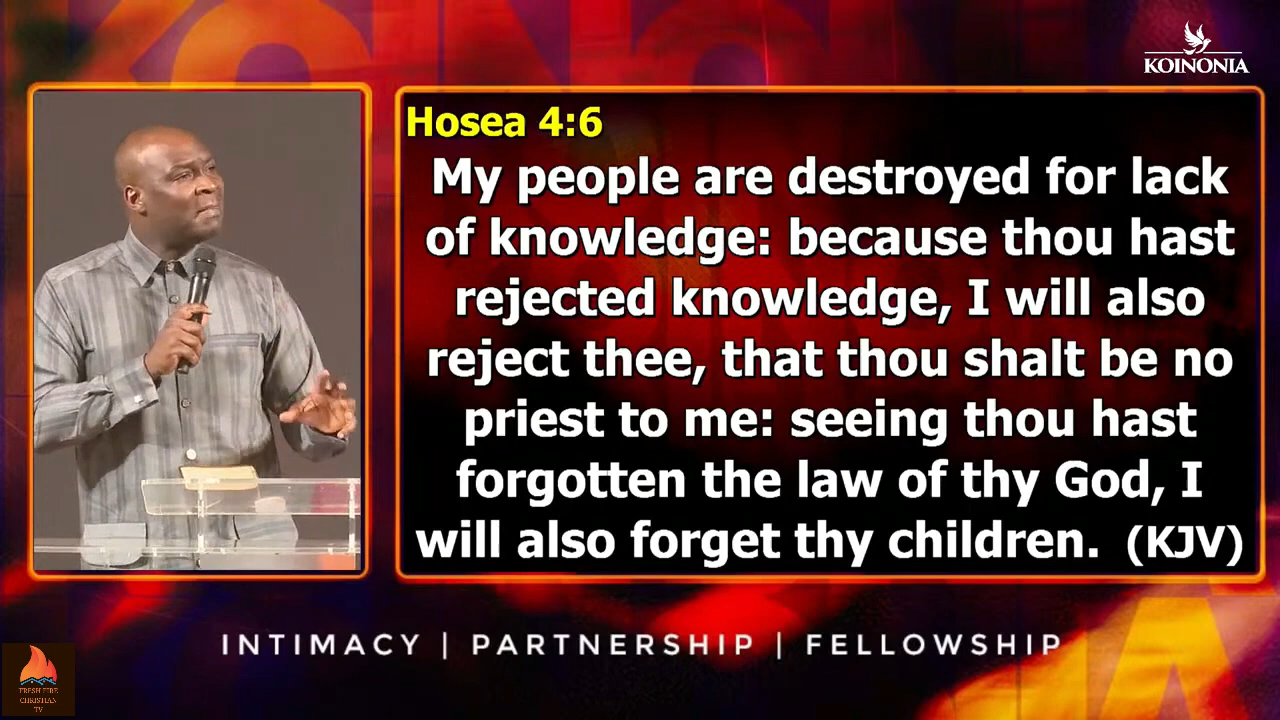 KOINONIA
Hosea 4:6
My people are destroyed for lack
of knowledge: because thou hast
rejected knowledge, I will also
reject thee, that thou shalt be no
priest to me: seeing thou hast
forgotten the law of thy God, I
will also forget thy children. (KJV)
INTIMACY | PARTNERSHIP | FELLOWSHIP
FRESH FIRE
CHRISTIAN
TV